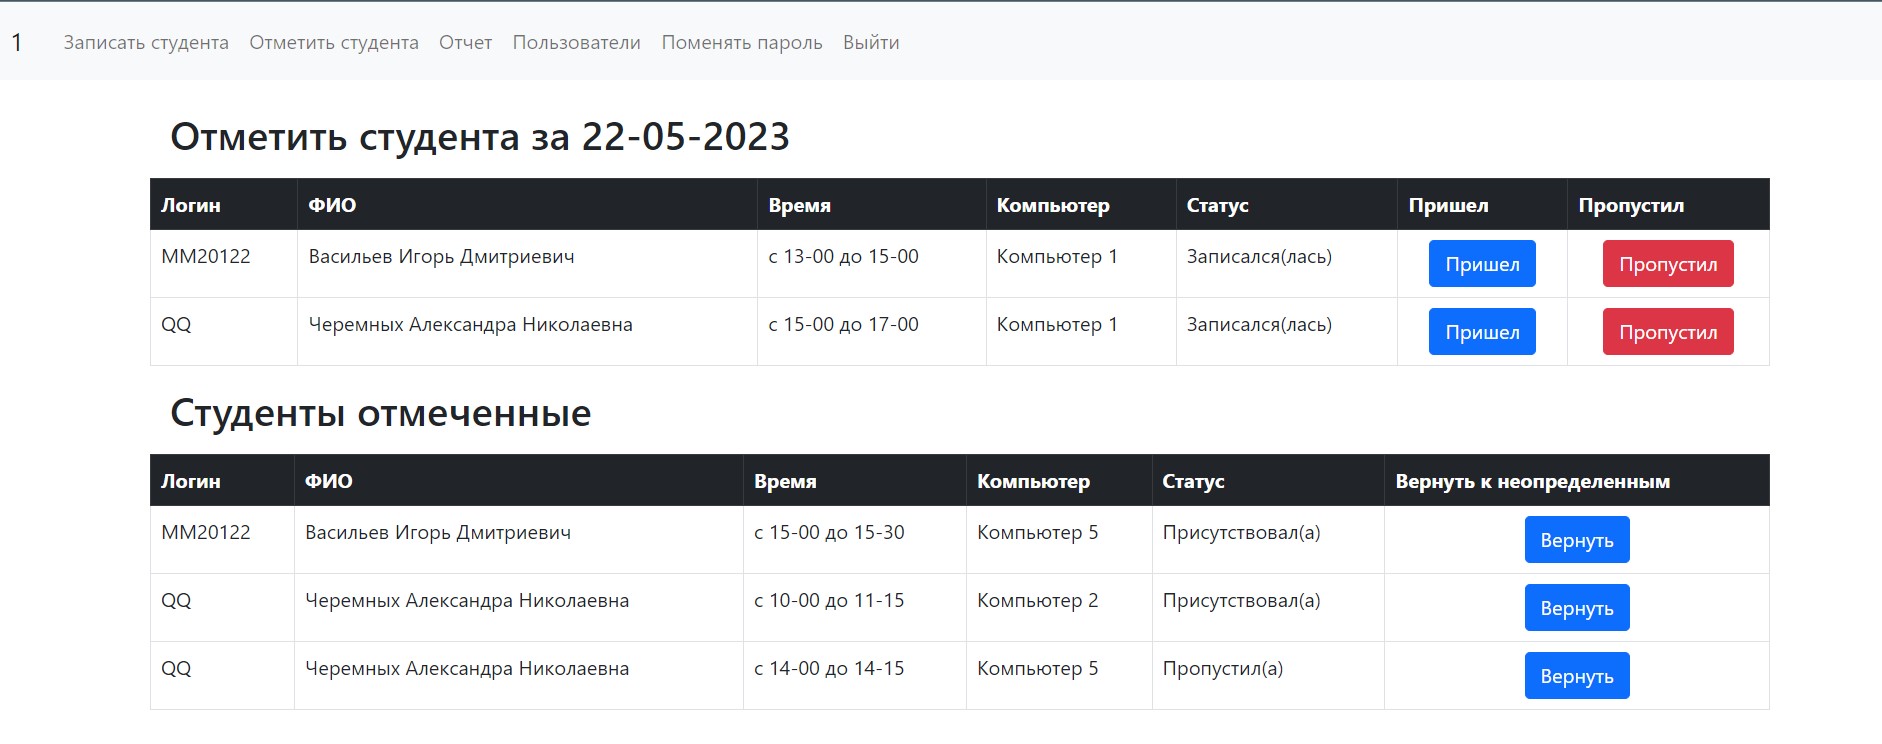 1 Записать студента Отметить студента Отчет Пользователи Поменять пароль Выйти
Отметить студента за 22-05-2023
Логин ФИО Время Компьютер Статус Пришел Пропустил
MM20122 Васильев Игорь Дмитриевич с 13-00 до 15-00 Компьютер 1 Записался(лась) Пришел Пропустил
QQ Черемных Александра Николаевна с 15-00 до 17-00 Компьютер 1 Записался(лась) Пришел Пропустил
Студенты отмеченные
Логин ФИО Время Компьютер Статус Вернуть к неопределенным
MM20122 Васильев Игорь Дмитриевич с 15-00 до 15-30 Компьютер 5 Присутствовал(а) Вернуть
QQ Черемных Александра Николаевна с 10-00 до 11-15 Компьютер 2 Присутствовал(а) Вернуть
QQ Черемных Александра Николаевна с 14-00 до 14-15 Компьютер 5 Пропустил(а) Вернуть